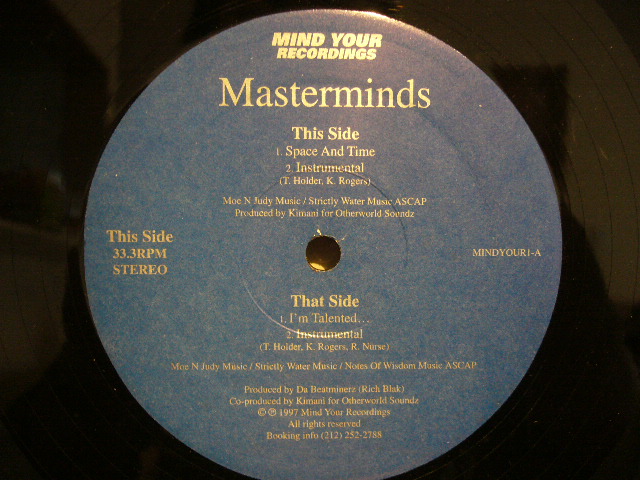 MIND YOUR
RECORDINGS
Masterminds
This Side
1. Space And Time
2. Instrumental
(T. Holder, K. Rogers)
Moe N Judy Music / Strictly Water Music ASCAP
Produced by Kimani for Otherworld Soundz
This Side
33.3RPM
STEREO
MINDYOUR1-A
That Side
1. I'm Talented...
2. Instrumental
(T. Holder, K. Rogers, R. Nurse)
Moe N Judy Music / Strictly Water Music / Notes Of Wisdom Music ASCAP
Produced by Da Beatminerz (Rich Blak)
Co-produced by Kimani for Otherworld Soundz
© ℗ 1997 Mind Your Recordings
All rights reserved
Booking info (212) 252-2788